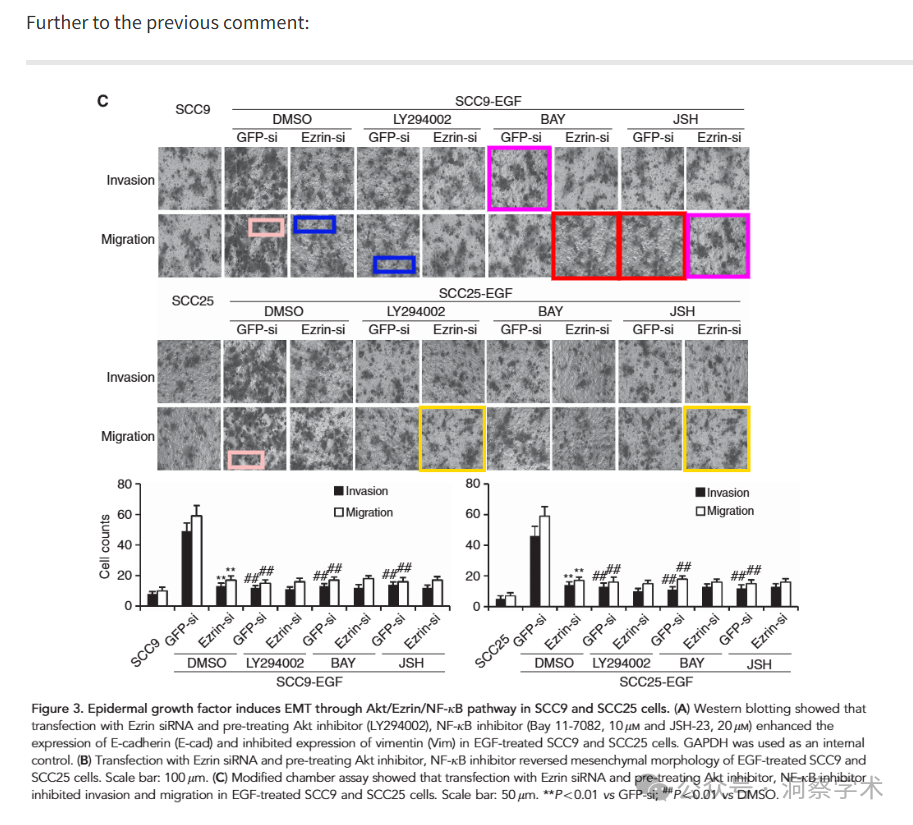 Further to the previous comment:
C
SCC9-EGF
SCC9
DMSO LY294002 BAY JSH
GFP-si Ezrin-si GFP-si Ezrin-si GFP-si Ezrin-si GFP-si Ezrin-si
Invasion
Migration
SCC25-EGF
SCC25
DMSO LY294002 BAY JSH
GFP-si Ezrin-si GFP-si Ezrin-si GFP-si Ezrin-si GFP-si Ezrin-si
Invasion
Migration
Cell counts
80
60
40
20
0
Invasion
Migration
** ** ## ## ## ## ## ##
SCC9 GFP-si Ezrin-si GFP-si Ezrin-si GFP-si Ezrin-si GFP-si Ezrin-si
DMSO LY294002 BAY JSH
SCC9-EGF
80
60
40
20
0
Invasion
Migration
** ** ## ## ## ## ## ##
SCC25 GFP-si Ezrin-si GFP-si Ezrin-si GFP-si Ezrin-si GFP-si Ezrin-si
DMSO LY294002 BAY JSH
SCC25-EGF
Figure 3. Epidermal growth factor induces EMT through Akt/Ezrin/NF-κB pathway in SCC9 and SCC25 cells. (A) Western blotting showed that
transfection with Ezrin siRNA and pre-treating Akt inhibitor (LY294002), NF-κB inhibitor (Bay 11-7082, 10 μM and JSH-23, 20 μM) enhanced the
expression of E-cadherin (E-cad) and inhibited expression of vimentin (Vim) in EGF-treated SCC9 and SCC25 cells. GAPDH was used as an internal
control. (B) Transfection with Ezrin siRNA and pre-treating Akt inhibitor, NF-κB inhibitor reversed mesenchymal morphology of EGF-treated SCC9 and
SCC25 cells. Scale bar: 100 μm. (C) Modified chamber assay showed that transfection with Ezrin siRNA and pre-treating Akt inhibitor, NF-κB inhibitor
inhibited invasion and migration in EGF-treated SCC9 and SCC25 cells. Scale bar: 50 μm. **P<0.01 vs GFP-si; ##P<0.01 vs DMSO.
公众号 · 洞察学术